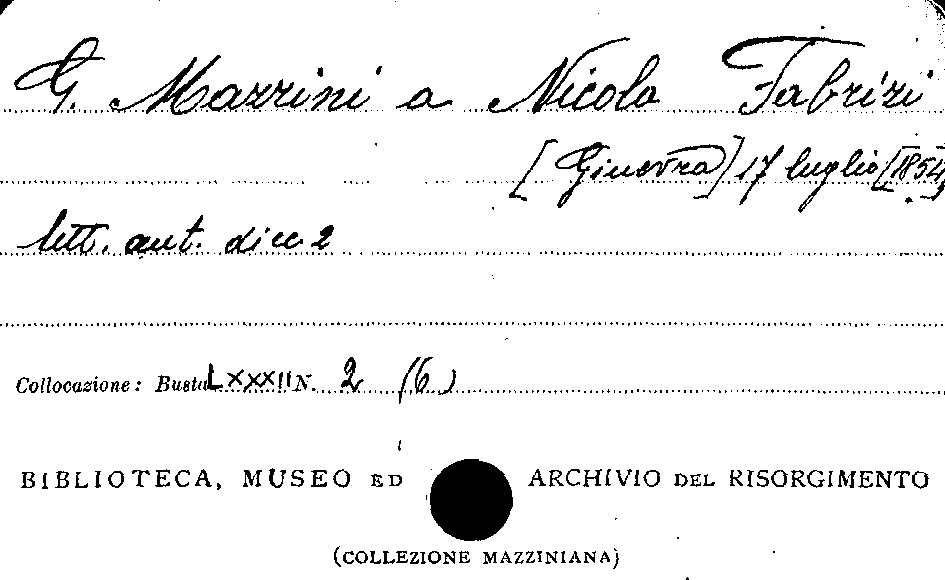 G. Mazzini a Nicola Fabrizi
[Ginevra] 17 luglio [1854]
lett. aut. di cc. 2
Collocazione: Busta LXXXII N. 2 (6)
BIBLIOTECA, MUSEO ED ARCHIVIO DEL RISORGIMENTO
(COLLEZIONE MAZZINIANA)